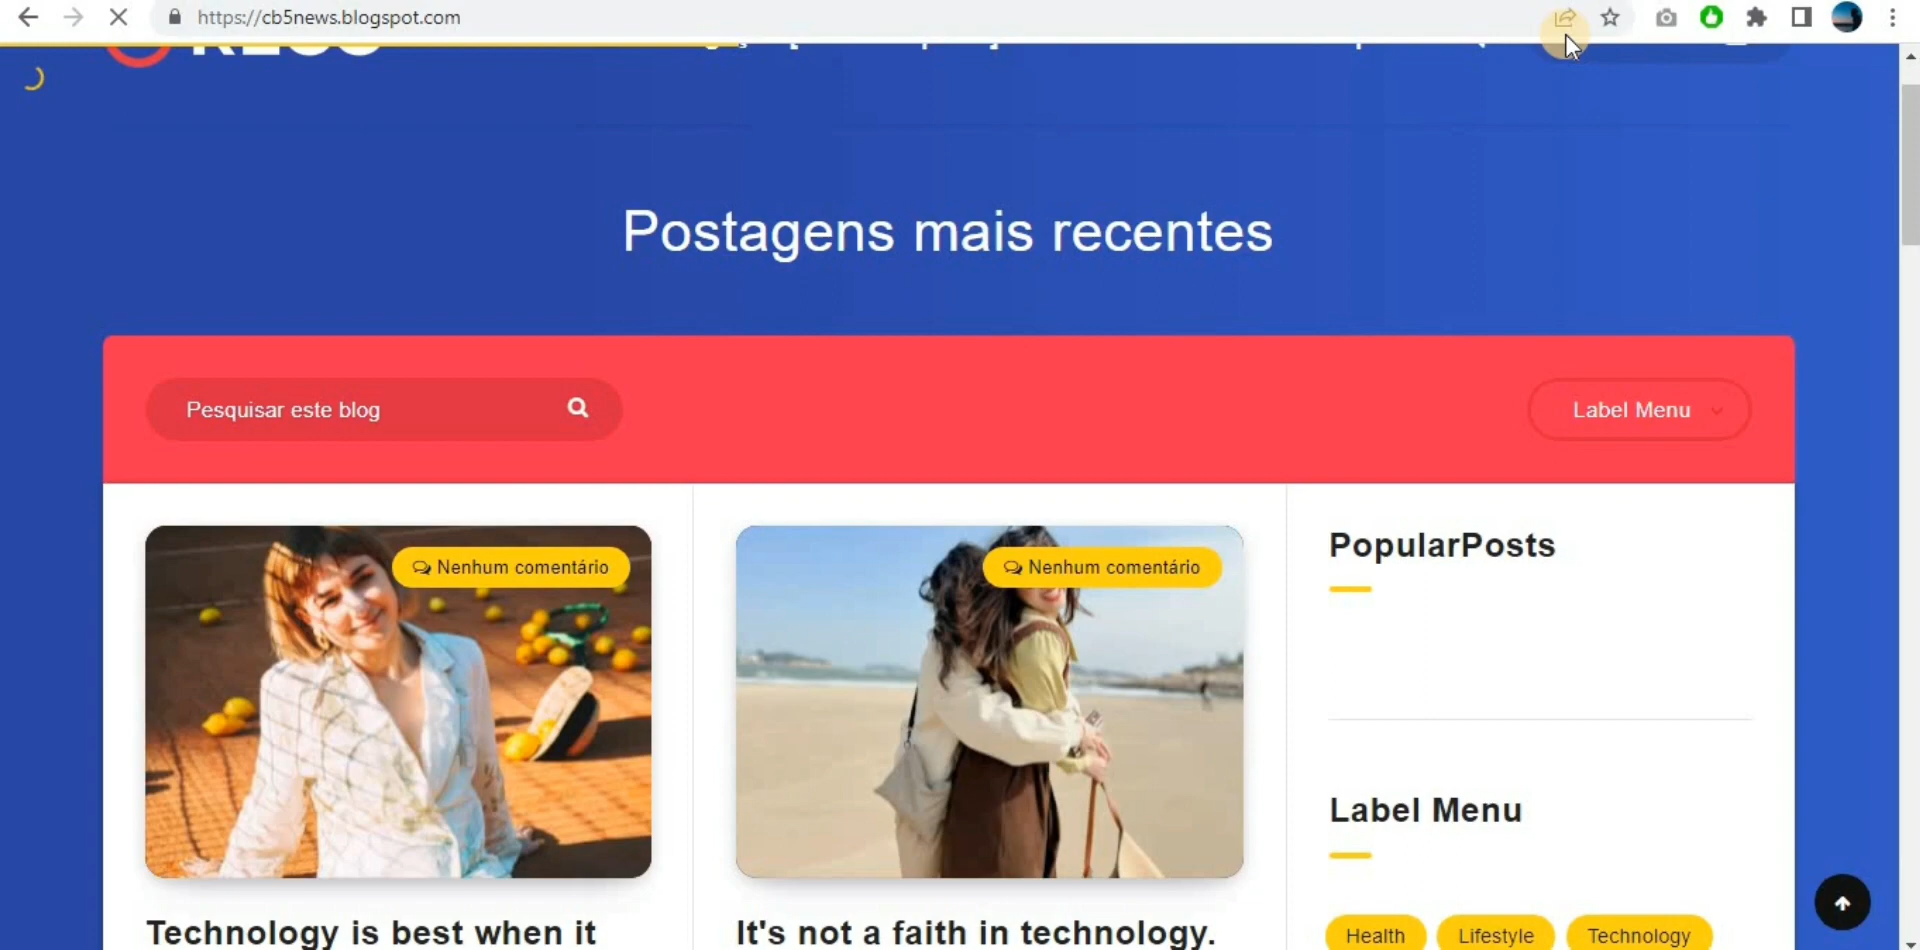 https://cb5news.blogspot.com
Postagens mais recentes
Pesquisar este blog
Label Menu
Nenhum comentário
Nenhum comentário
PopularPosts
Label Menu
Technology is best when it
It's not a faith in technology.
Health Lifestyle Technology